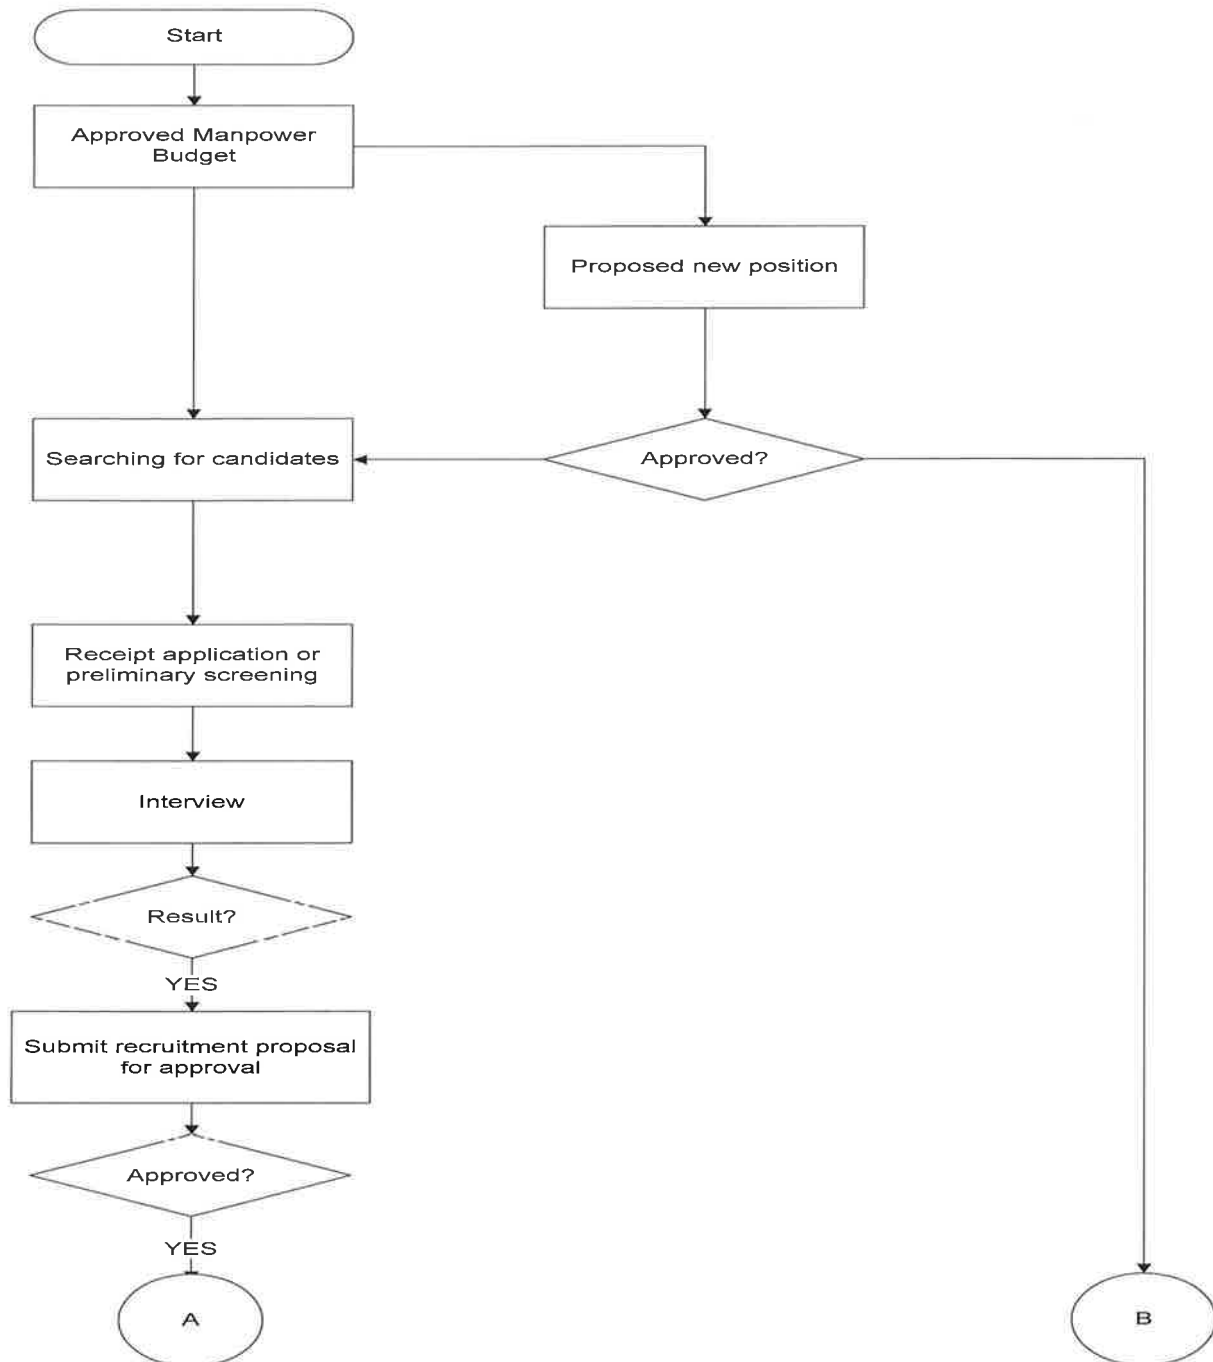 Start
Approved Manpower
Budget
Proposed new position
Searching for candidates
Approved?
Receipt application or
preliminary screening
Interview
Result?
YES
Submit recruitment proposal
for approval
Approved?
YES
A
B